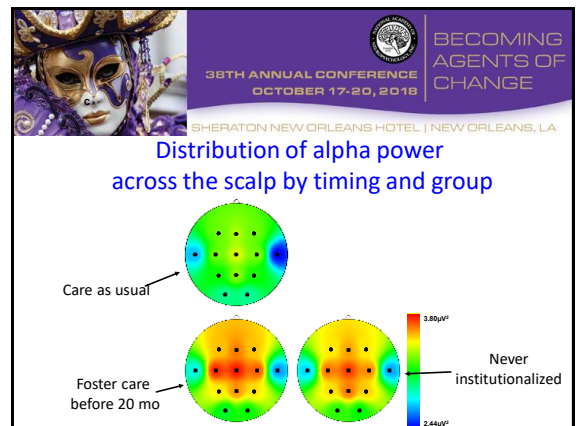 BECOMING
AGENTS OF
CHANGE
38TH ANNUAL CONFERENCE
OCTOBER 17-20, 2018
SHERATON NEW ORLEANS HOTEL | NEW ORLEANS, LA
Distribution of alpha power
across the scalp by timing and group
Care as usual
Foster care
before 20 mo
3.80µV²
2.44µV²
Never
institutionalized